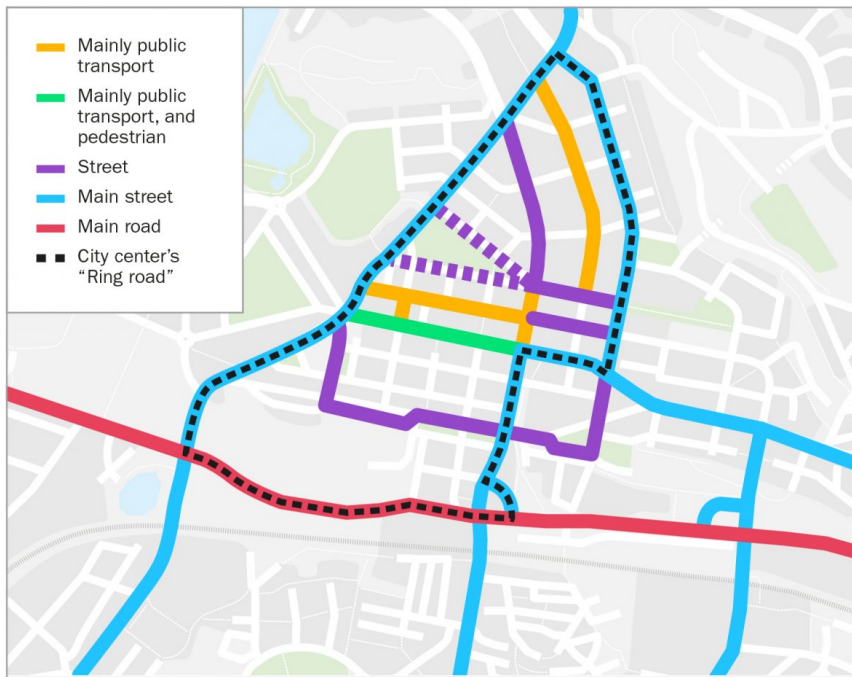 Mainly public
transport
Mainly public
transport, and
pedestrian
Street
Main street
Main road
City center's
“Ring road”